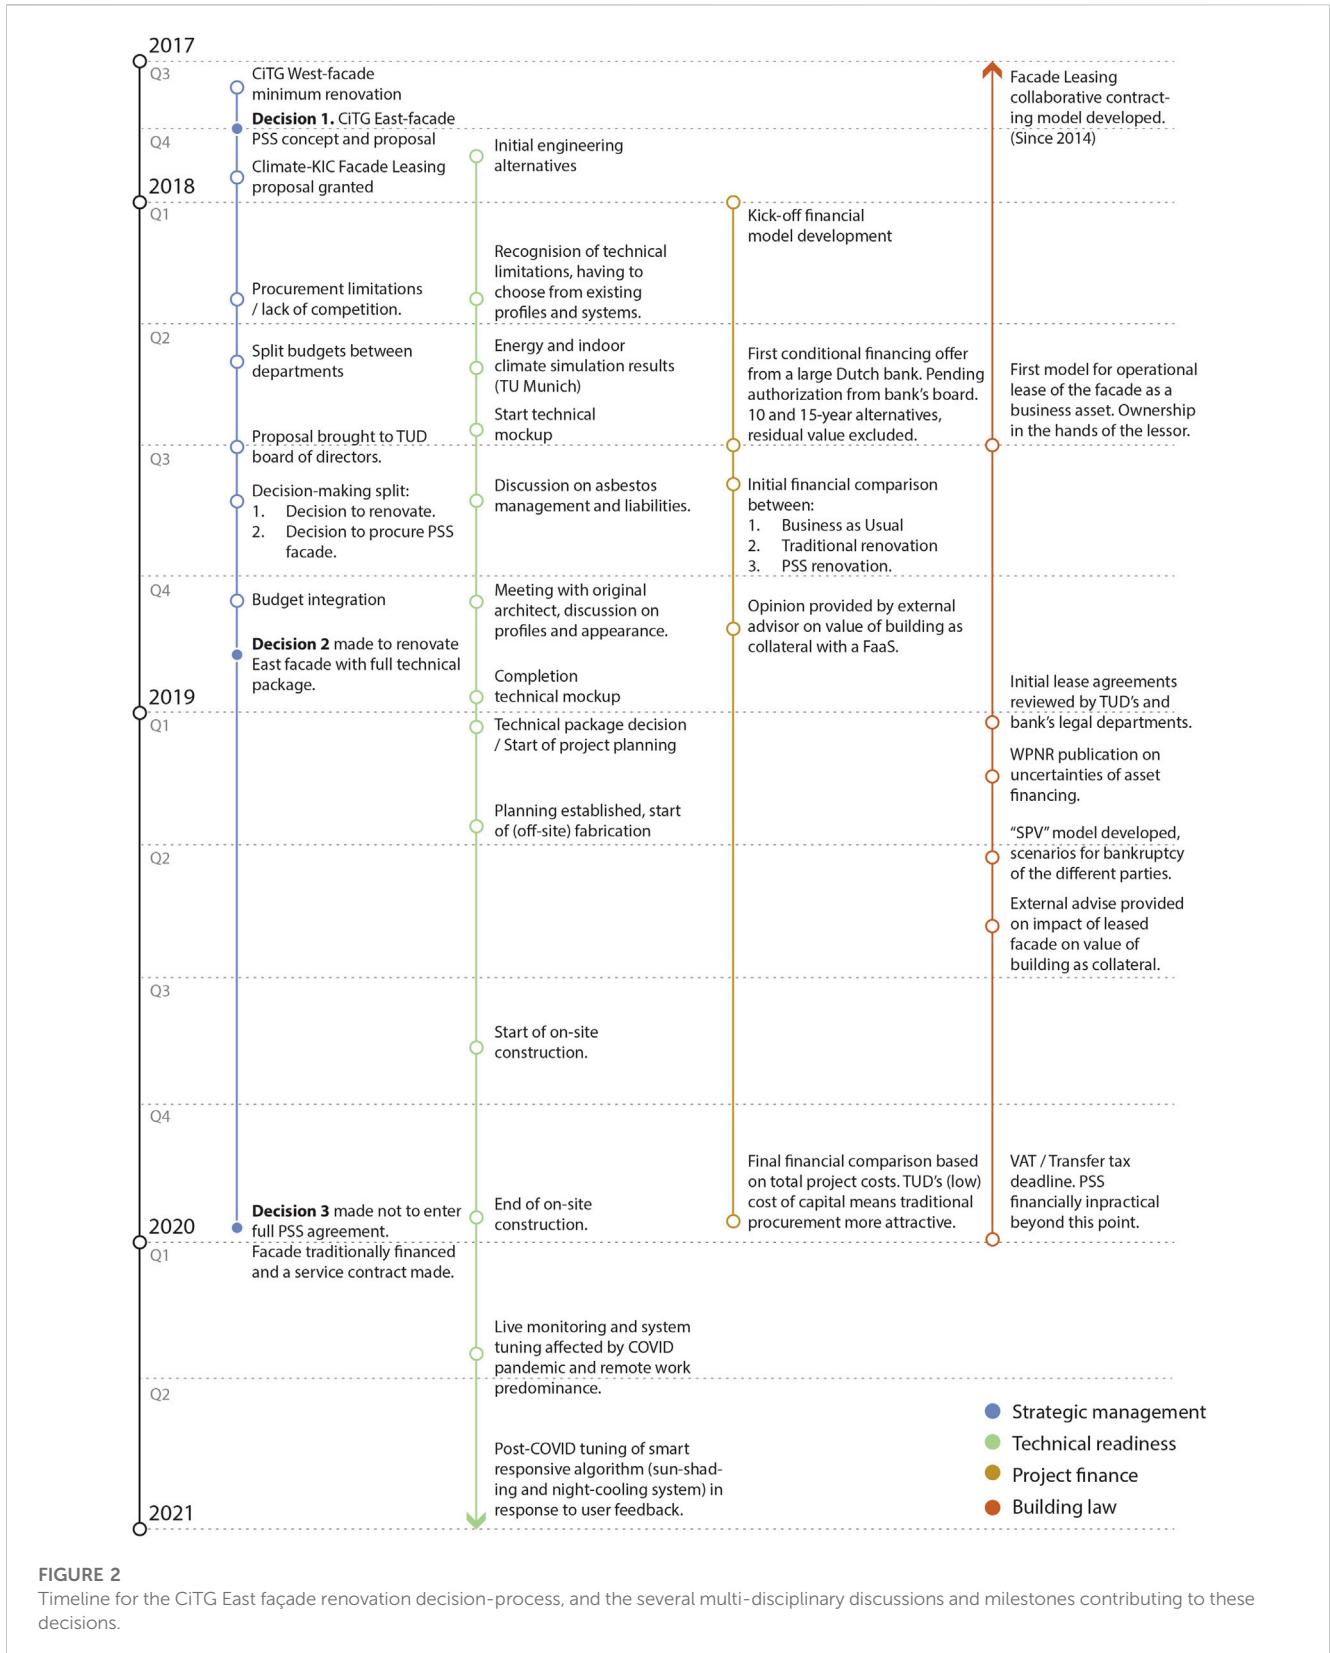 2017
Q3
CiTG West-facade
minimum renovation
Decision 1. CiTG East-facade
PSS concept and proposal
Q4
Climate-KIC Facade Leasing
proposal granted
Initial engineering
alternatives
Facade Leasing
collaborative contract-
ing model developed.
(Since 2014)
2018
Q1
Kick-off financial
model development
Recognision of technical
limitations, having to
choose from existing
profiles and systems.
Procurement limitations
/ lack of competition.
Q2
Split budgets between
departments
Energy and indoor
climate simulation results
(TU Munich)
Start technical
mockup
First conditional financing offer
from a large Dutch bank. Pending
authorization from bank's board.
10 and 15-year alternatives,
residual value excluded.
First model for operational
lease of the facade as a
business asset. Ownership
in the hands of the lessor.
Proposal brought to TUD
board of directors.
Q3
Decision-making split:
1. Decision to renovate.
2. Decision to procure PSS
facade.
Discussion on asbestos
management and liabilities.
Initial financial comparison
between:
1. Business as Usual
2. Traditional renovation
3. PSS renovation.
Q4
Budget integration
Meeting with original
architect, discussion on
profiles and appearance.
Opinion provided by external
advisor on value of building as
collateral with a FaaS.
Decision 2 made to renovate
East facade with full technical
package.
Completion
technical mockup
Initial lease agreements
reviewed by TUD's and
bank's legal departments.
2019
Q1
Technical package decision
/ Start of project planning
WPNR publication on
uncertainties of asset
financing.
Planning established, start
of (off-site) fabrication
"SPV" model developed,
scenarios for bankruptcy
of the different parties.
Q2
External advise provided
on impact of leased
facade on value of
building as collateral.
Q3
Start of on-site
construction.
Q4
Final financial comparison based
on total project costs. TUD's (low)
cost of capital means traditional
procurement more attractive.
VAT / Transfer tax
deadline. PSS
financially inpractical
beyond this point.
End of on-site
construction.
Decision 3 made not to enter
full PSS agreement.
Facade traditionally financed
and a service contract made.
2020
Q1
Live monitoring and system
tuning affected by COVID
pandemic and remote work
predominance.
Q2
Post-COVID tuning of smart
responsive algorithm (sun-shad-
ing and night-cooling system) in
response to user feedback.
2021
Strategic management
Technical readiness
Project finance
Building law
FIGURE 2
Timeline for the CiTG East façade renovation decision-process, and the several multi-disciplinary discussions and milestones contributing to these
decisions.